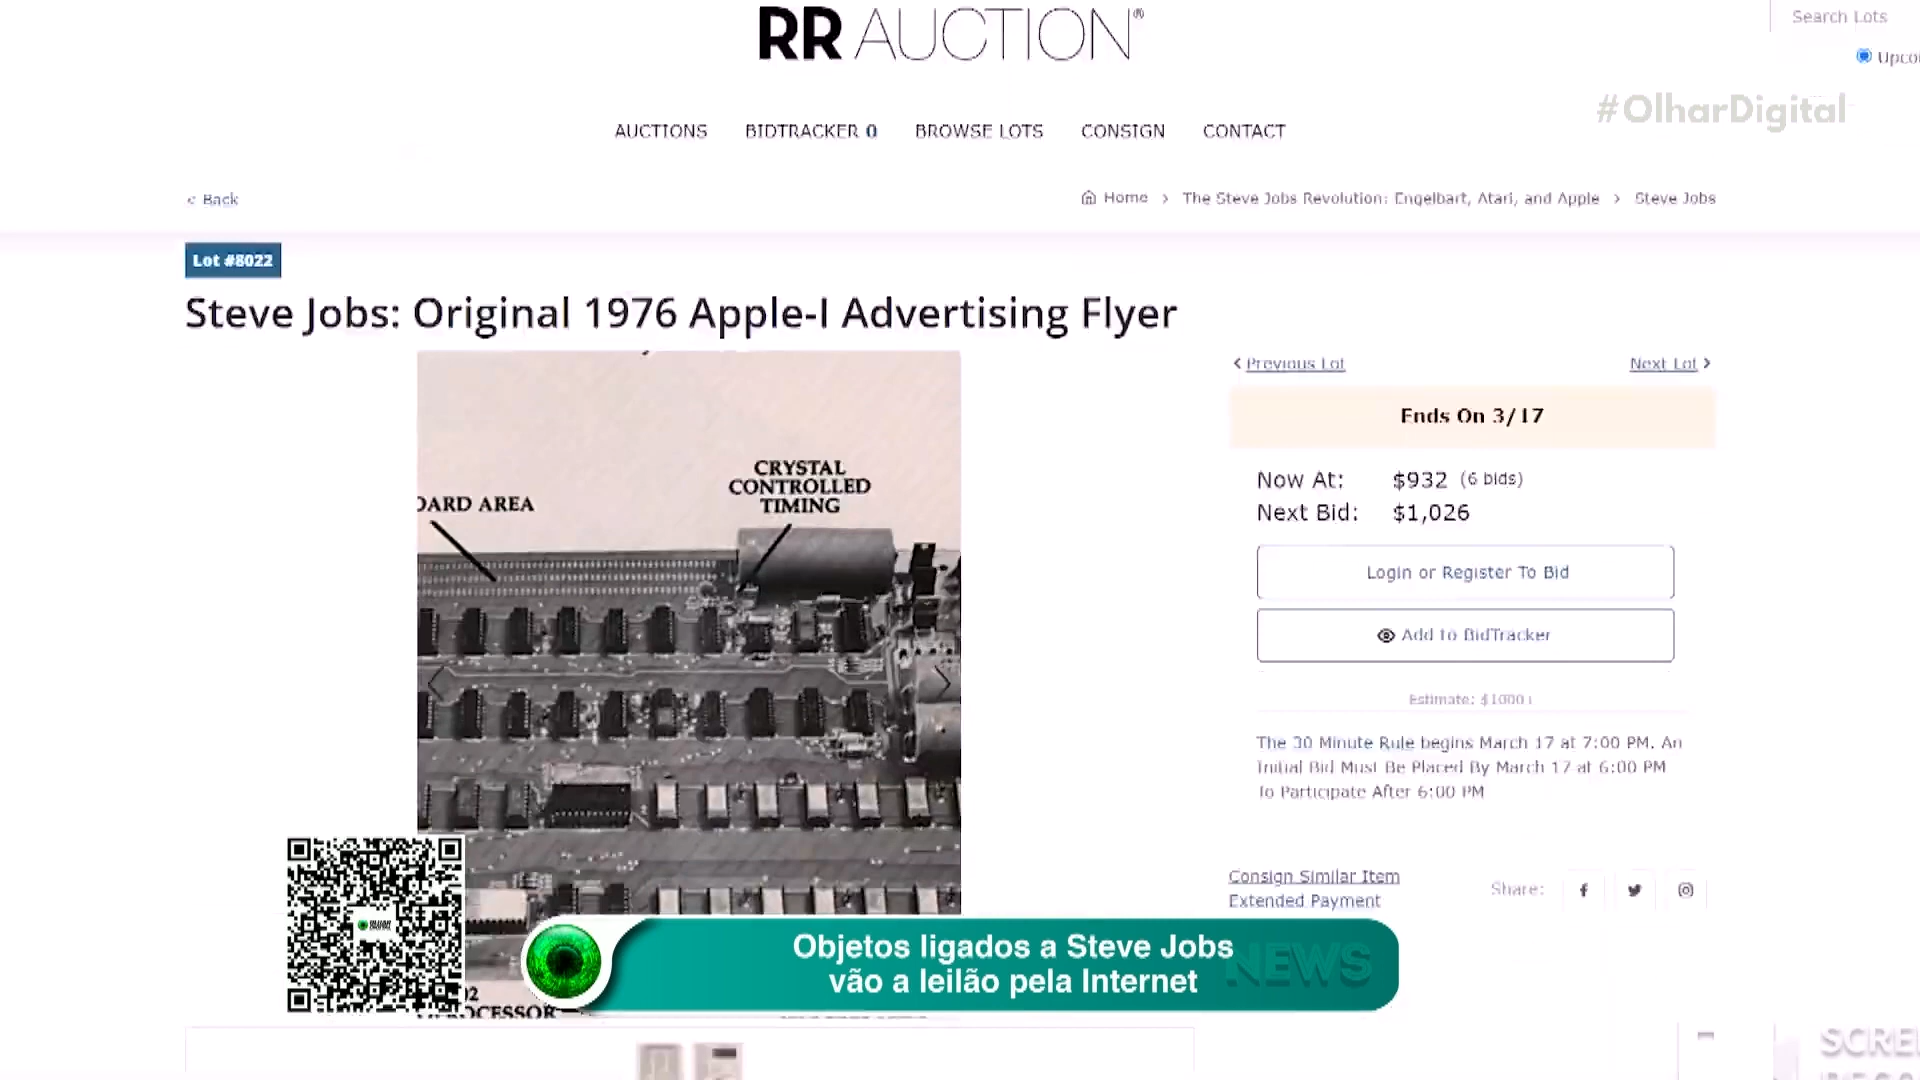 RR AUCTION®
Search Lots
#OlharDigital
AUCTIONS BIDTRACKER 0 BROWSE LOTS CONSIGN CONTACT
< Back
Home > The Steve Jobs Revolution: Engelbart, Atari, and Apple > Steve Jobs
Lot #8022
Steve Jobs: Original 1976 Apple-I Advertising Flyer
CRYSTAL
CONTROLLED
TIMING
AREA
Previous Lot
Next Lot
Ends On 3/17
Now At: $932 (6 bids)
Next Bid: $1,026
Login or Register To Bid
Add to BidTracker
Estimate: $1000+
The 30 Minute Rule begins March 17 at 7:00 PM. An
Initial Bid Must Be Placed By March 17 at 6:00 PM
To Participate After 6:00 PM
Consign Similar Item
Extended Payment
Share:
Objetos ligados a Steve Jobs
vão a leilão pela Internet
NEWS